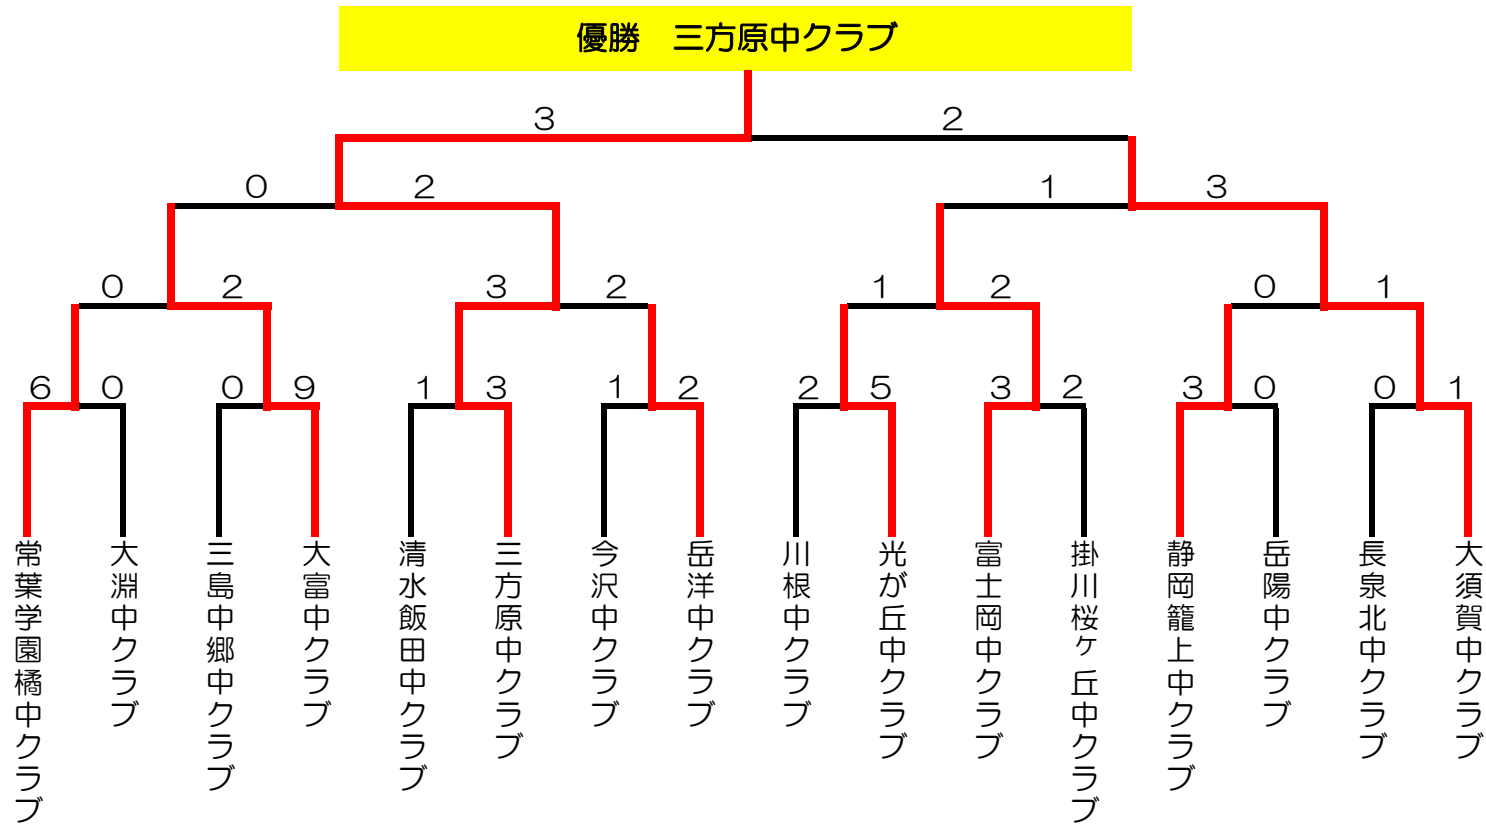 優勝　三方原中クラブ
3 2
0 2 1 3
0 2 3 2 1 2 0 1
6 0 0 9 1 3 1 2 2 5 3 2 3 0 0 1
常葉学園橘中クラブ
大淵中クラブ
三島中郷中クラブ
大富中クラブ
清水飯田中クラブ
三方原中クラブ
今沢中クラブ
岳洋中クラブ
川根中クラブ
光が丘中クラブ
富士岡中クラブ
掛川桜ヶ丘中クラブ
静岡籠上中クラブ
岳陽中クラブ
長泉北中クラブ
大須賀中クラブ